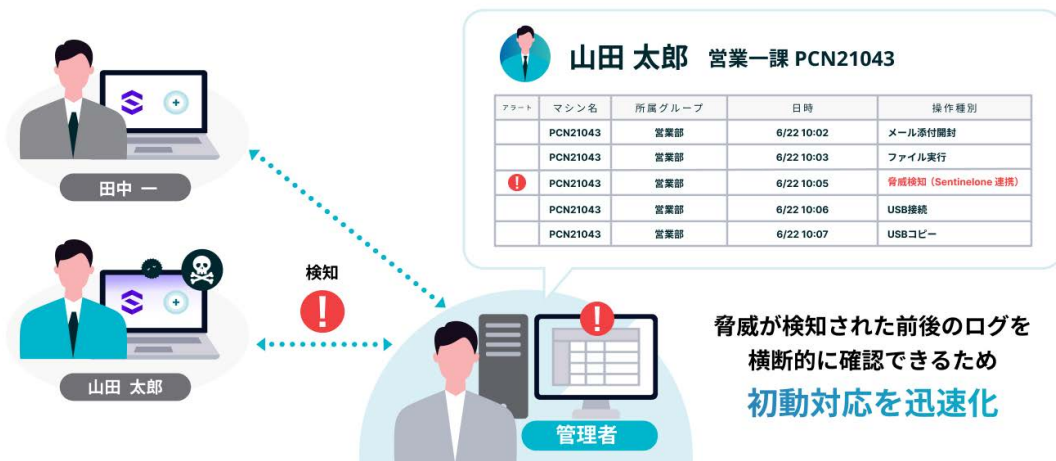 田中 一
山田 太郎
検知
管理者
山田 太郎 営業一課 PCN21043
アラート マシン名 所属グループ 日時 操作種別
PCN21043 営業部 6/22 10:02 メール添付開封
PCN21043 営業部 6/22 10:03 ファイル実行
! PCN21043 営業部 6/22 10:05 脅威検知(Sentinelone 連携)
PCN21043 営業部 6/22 10:06 USB接続
PCN21043 営業部 6/22 10:07 USBコピー
脅威が検知された前後のログを
横断的に確認できるため
初動対応を迅速化